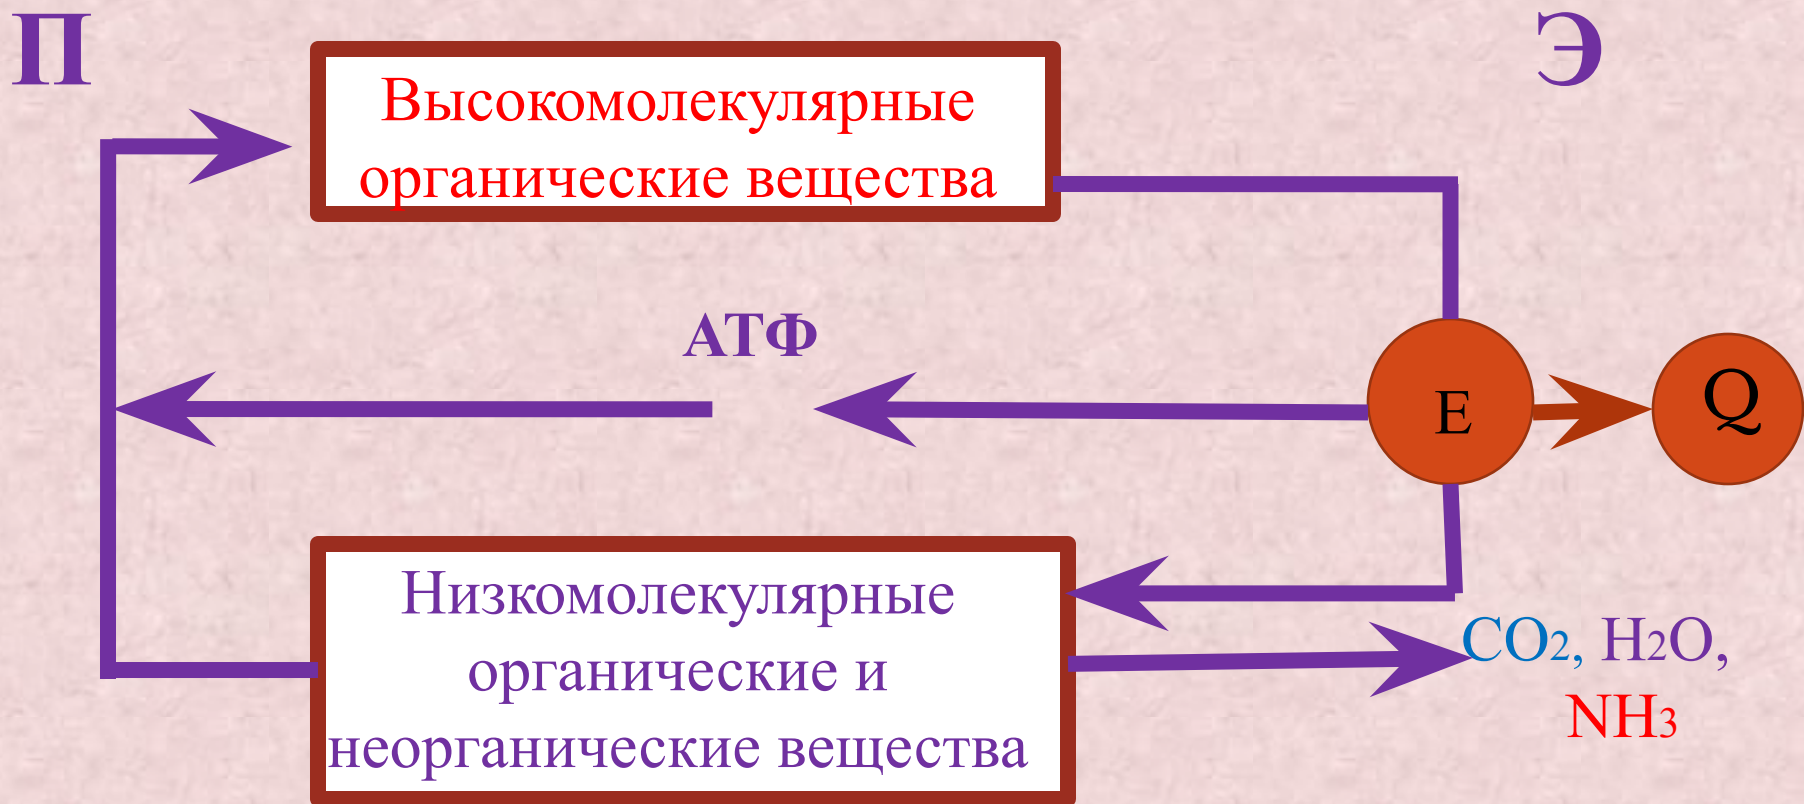 П
Э
Высокомолекулярные
органические вещества
АТФ
E
Q
Низкомолекулярные
органические и
неорганические вещества
CO2, H2O,
NH3